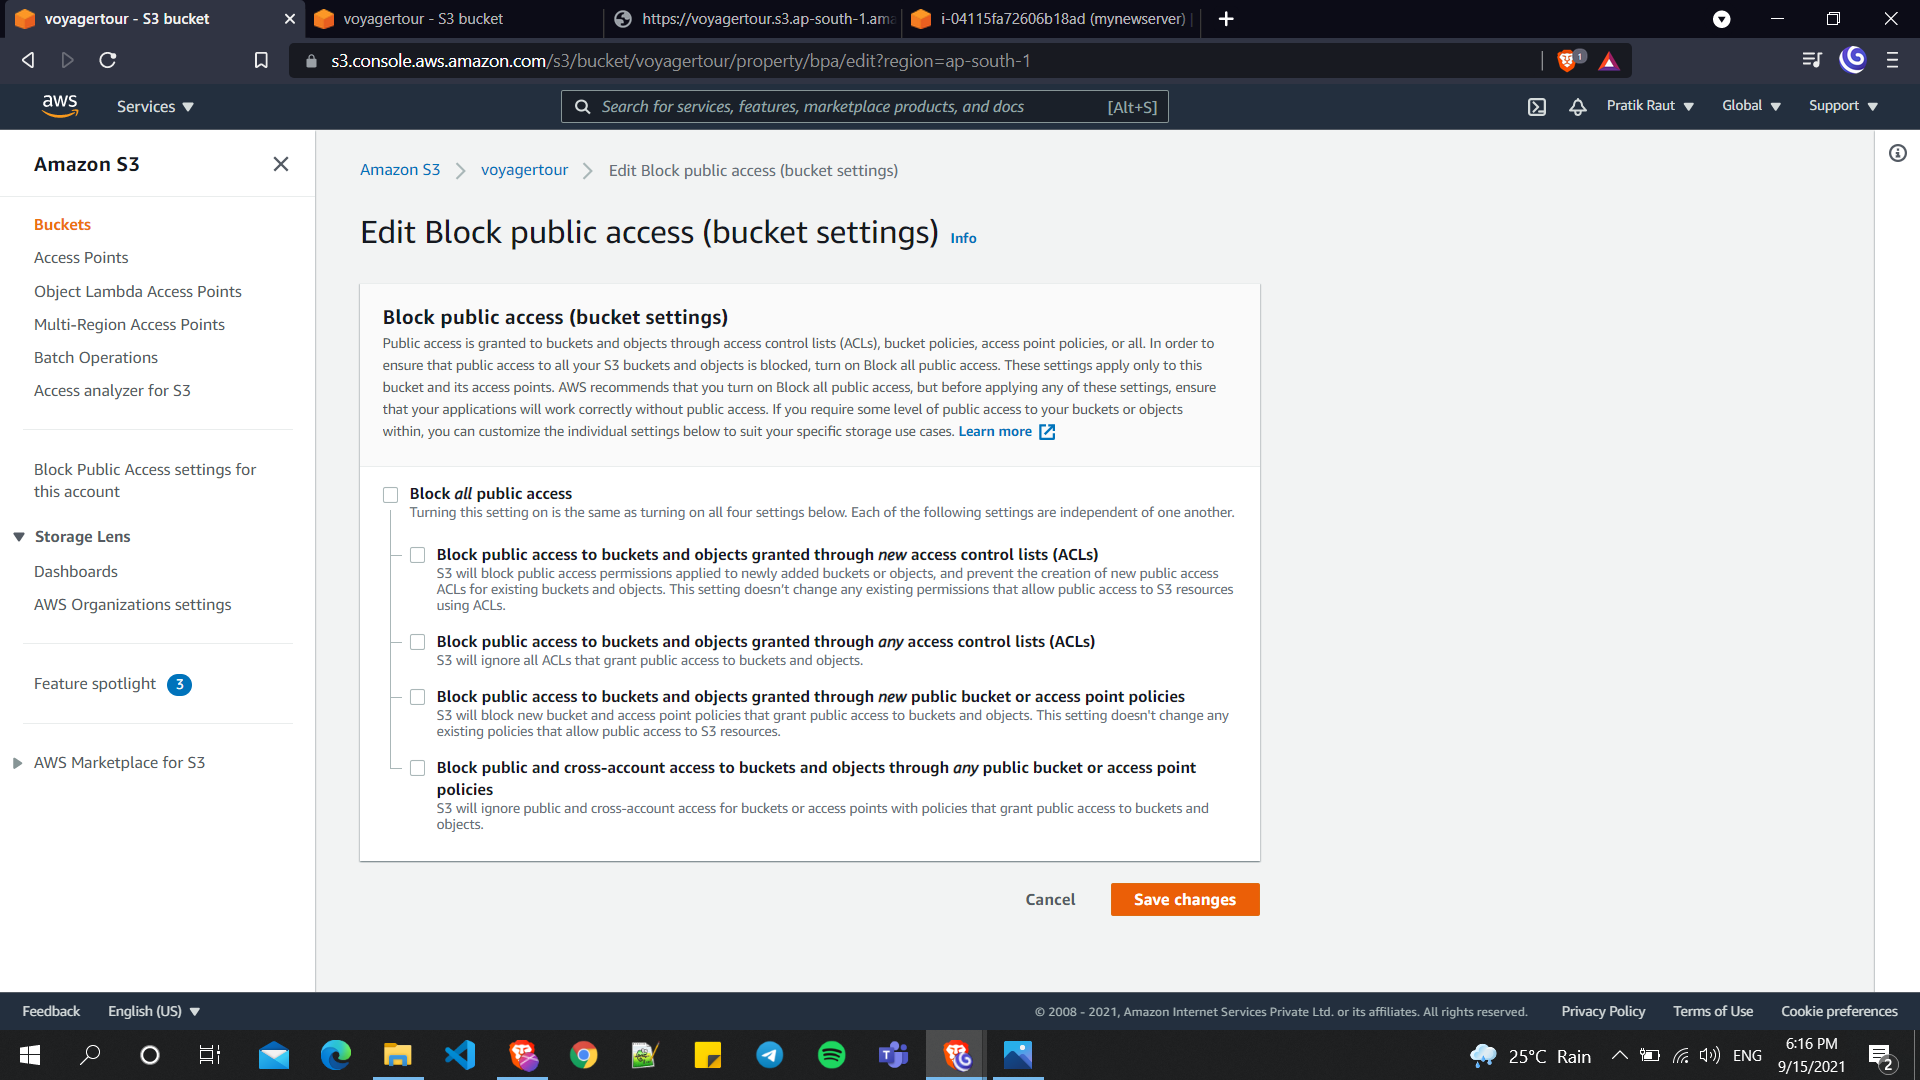 voyagertour - S3 bucket
voyagertour - S3 bucket
https://voyagertour.s3.ap-south-1.ama
i-04115fa72606b18ad (mynewserver)
s3.console.aws.amazon.com/s3/bucket/voyagertour/property/bpa/edit?region=ap-south-1
1
aws
Services
Search for services, features, marketplace products, and docs
[Alt+S]
Pratik Raut
Global
Support
Amazon S3
Buckets
Access Points
Object Lambda Access Points
Multi-Region Access Points
Batch Operations
Access analyzer for S3
Block Public Access settings for
this account
Storage Lens
Dashboards
AWS Organizations settings
Feature spotlight 3
AWS Marketplace for S3
Amazon S3
voyagertour
Edit Block public access (bucket settings)
Edit Block public access (bucket settings) Info
Block public access (bucket settings)
Public access is granted to buckets and objects through access control lists (ACLs), bucket policies, access point policies, or all. In order to
ensure that public access to all your S3 buckets and objects is blocked, turn on Block all public access. These settings apply only to this
bucket and its access points. AWS recommends that you turn on Block all public access, but before applying any of these settings, ensure
that your applications will work correctly without public access. If you require some level of public access to your buckets or objects
within, you can customize the individual settings below to suit your specific storage use cases. Learn more
Block all public access
Turning this setting on is the same as turning on all four settings below. Each of the following settings are independent of one another.
Block public access to buckets and objects granted through new access control lists (ACLs)
S3 will block public access permissions applied to newly added buckets or objects, and prevent the creation of new public access
ACLs for existing buckets and objects. This setting doesn't change any existing permissions that allow public access to S3 resources
using ACLs.
Block public access to buckets and objects granted through any access control lists (ACLs)
S3 will ignore all ACLs that grant public access to buckets and objects.
Block public access to buckets and objects granted through new public bucket or access point policies
S3 will block new bucket and access point policies that grant public access to buckets and objects. This setting doesn't change any
existing policies that allow public access to S3 resources.
Block public and cross-account access to buckets and objects through any public bucket or access point
policies
S3 will ignore public and cross-account access for buckets or access points with policies that grant public access to buckets and
objects.
Cancel
Save changes
Feedback
English (US)
© 2008 - 2021, Amazon Internet Services Private Ltd. or its affiliates. All rights reserved.
Privacy Policy
Terms of Use
Cookie preferences
25°C Rain
ENG
6:16 PM
9/15/2021
2